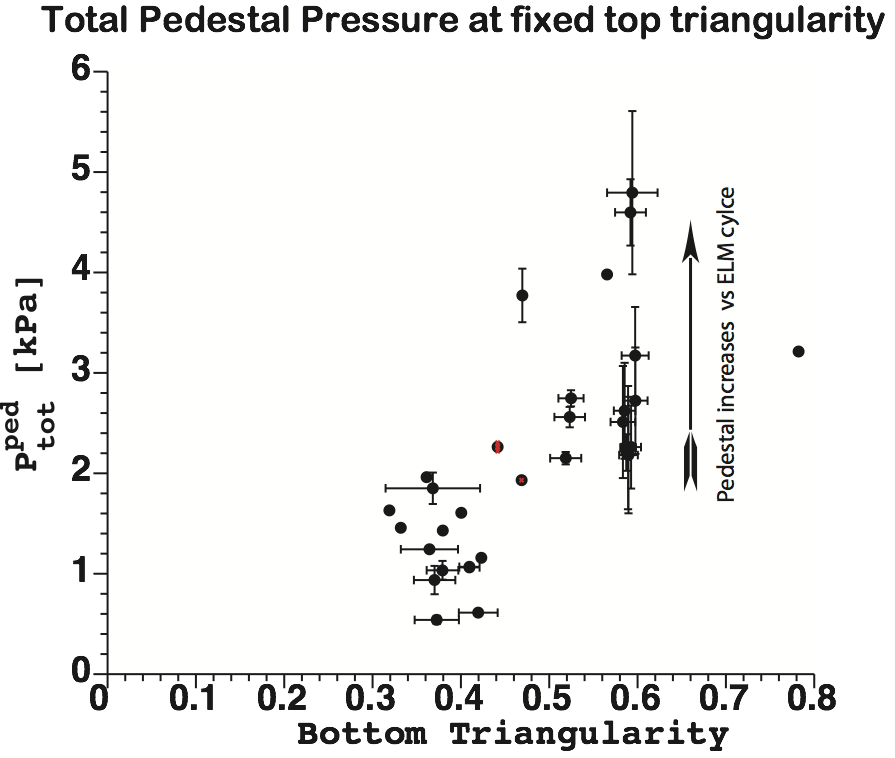 Total Pedestal Pressure at fixed top triangularity
6
5
4
3
2
1
0
P ped tot [kPa]
Pedestal increases vs ELM cylce
0 0.1 0.2 0.3 0.4 0.5 0.6 0.7 0.8
Bottom Triangularity